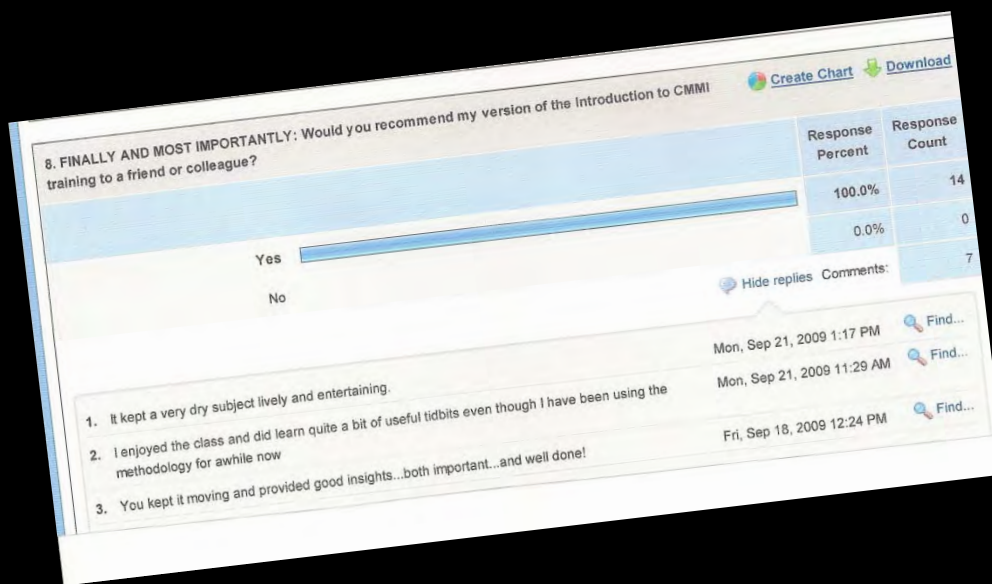 8. FINALLY AND MOST IMPORTANTLY: Would you recommend my version of the Introduction to CMMI
training to a friend or colleague?
Create Chart Download
Response
Percent
Response
Count
Yes 100.0% 14
No 0.0% 0
Hide replies Comments: 7
1. It kept a very dry subject lively and entertaining. Mon, Sep 21, 2009 1:17 PM Find...
2. I enjoyed the class and did learn quite a bit of useful tidbits even though I have been using the Mon, Sep 21, 2009 11:29 AM Find...
methodology for awhile now
3. You kept it moving and provided good insights...both important...and well done! Fri, Sep 18, 2009 12:24 PM Find...